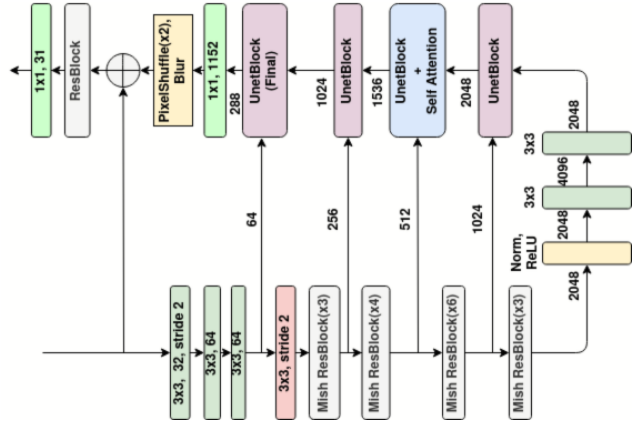 1x1, 31
ResBlock
PixelShuffle(x2),
Blur
1x1, 1152
288
UnetBlock
(Final)
1024
UnetBlock
1536
UnetBlock
+
Self Attention
2048
UnetBlock
64
256
512
1024
3x3, 32, stride 2
3x3, 64
3x3, 64
3x3, stride 2
Mish ResBlock(x3)
Mish ResBlock(x4)
Mish ResBlock(x6)
Mish ResBlock(x3)
2048
Norm,
ReLU
2048
3x3
4096
3x3
2048